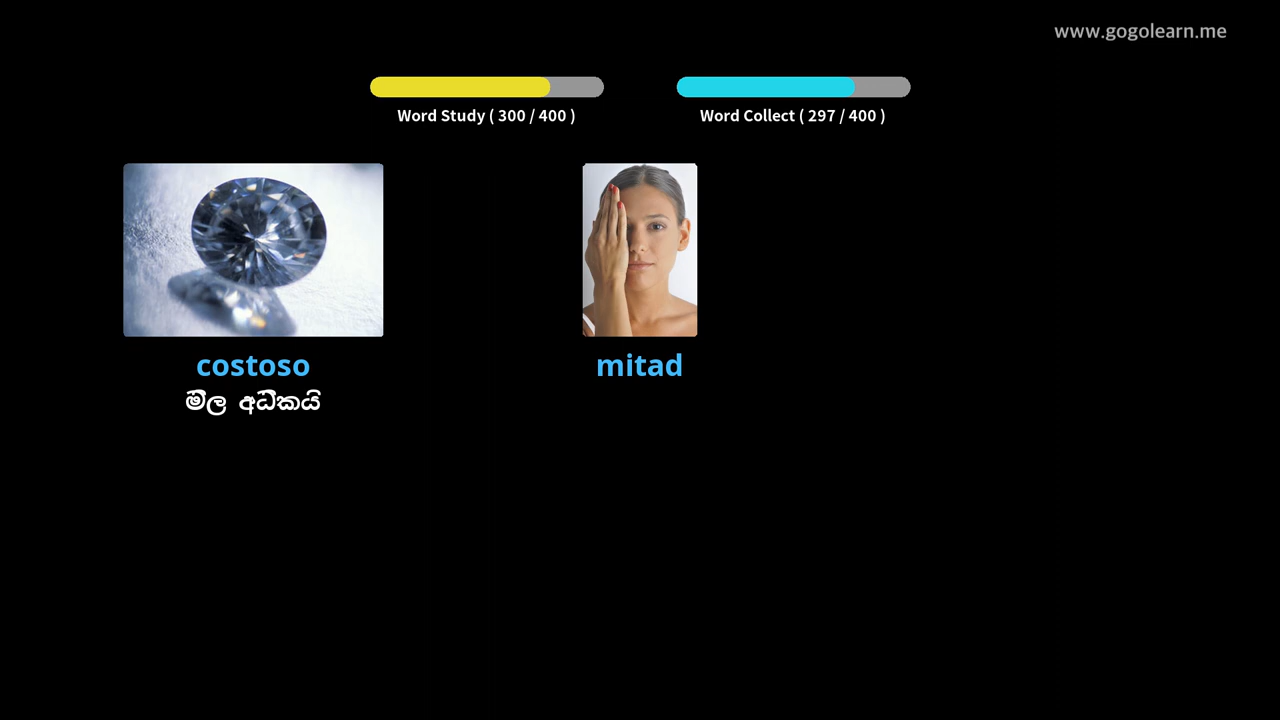 www.gogolearn.me
Word Study ( 300 / 400 )
Word Collect ( 297 / 400 )
costoso
මිල අධිකයි
mitad